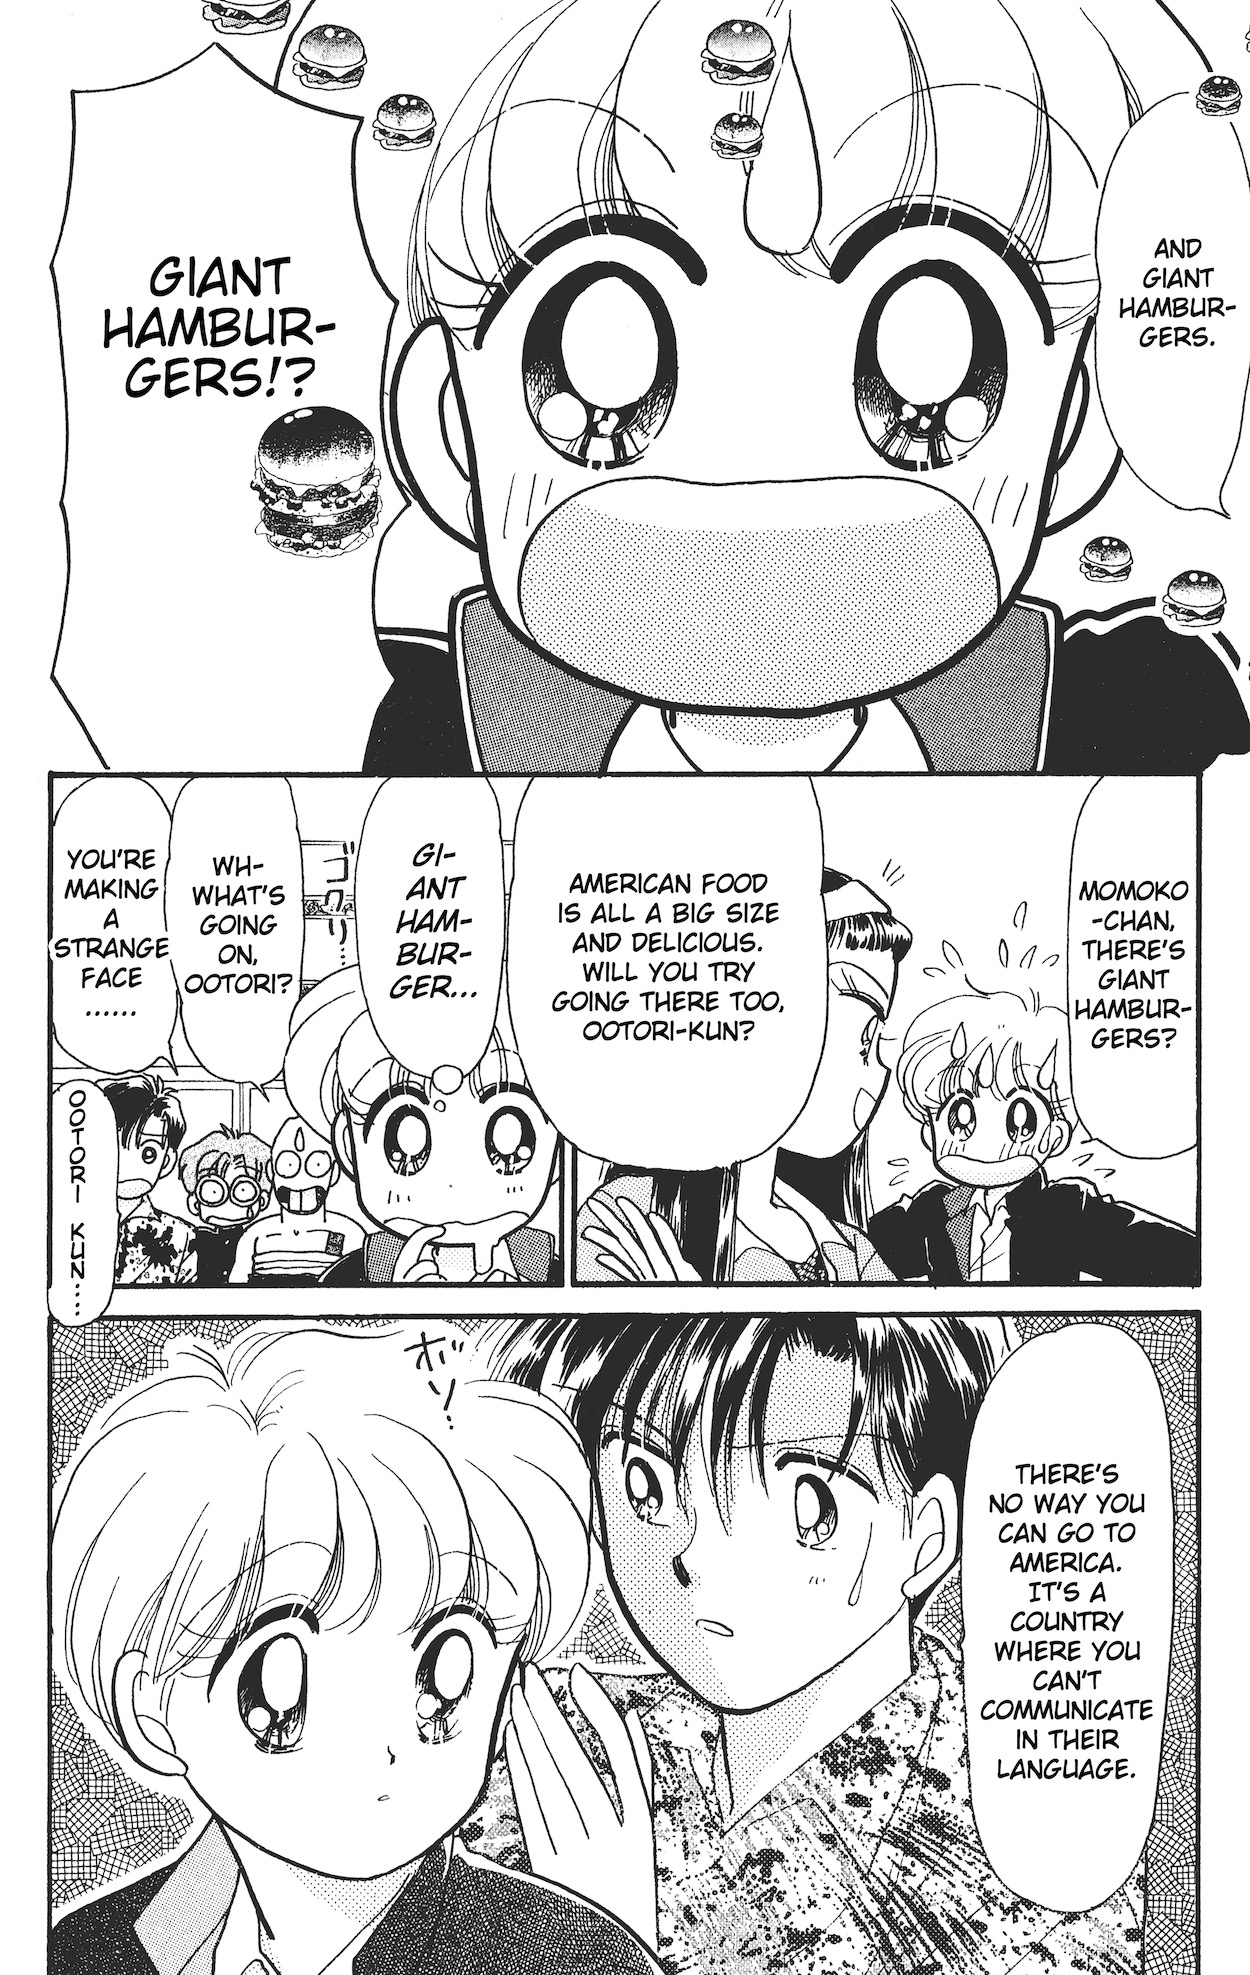 AND
GIANT
HAMBUR-
GERS.
GIANT
HAMBUR-
GERS!?
MOMOKO
-CHAN,
THERE'S
GIANT
HAMBUR-
GERS?
AMERICAN FOOD
IS ALL A BIG SIZE
AND DELICIOUS.
WILL YOU TRY
GOING THERE TOO,
OOTORI-KUN?
GI-
ANT
HAM-
BUR-
GER...
ゴクリ…
WH-
WHAT'S
GOING
ON,
OOTORI?
YOU'RE
MAKING
A
STRANGE
FACE
......
OOTORI KUN......
THERE'S
NO WAY YOU
CAN GO TO
AMERICA.
IT'S A
COUNTRY
WHERE YOU
CAN'T
COMMUNICATE
IN THEIR
LANGUAGE.
ボソ…